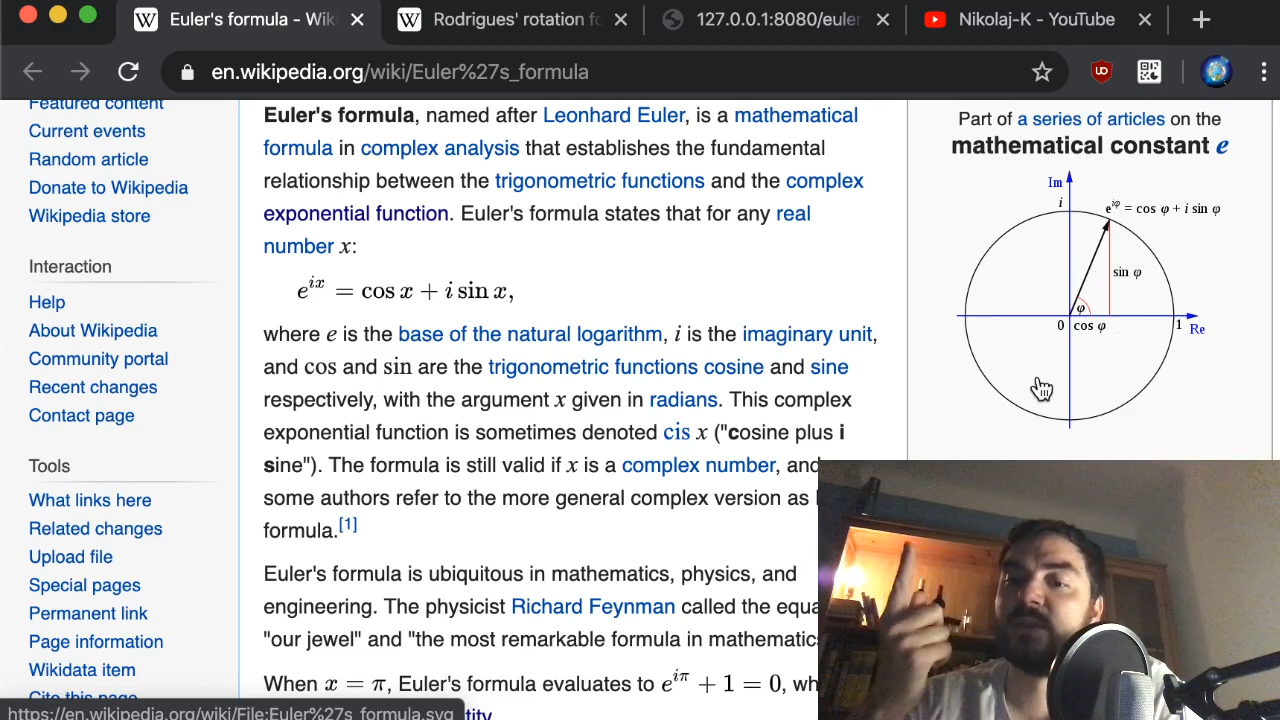 Euler's formula - Wiki
Rodrigues' rotation fo
127.0.0.1:8080/euler
Nikolaj-K - YouTube
en.wikipedia.org/wiki/Euler%27s_formula
Featured content
Current events
Random article
Donate to Wikipedia
Wikipedia store
Interaction
Help
About Wikipedia
Community portal
Recent changes
Contact page
Tools
What links here
Related changes
Upload file
Special pages
Permanent link
Page information
Wikidata item
Cite this page
https://en.wikipedia.org/wiki/File:Euler%27s_formula.svg
Euler's formula, named after Leonhard Euler, is a mathematical
formula in complex analysis that establishes the fundamental
relationship between the trigonometric functions and the complex
exponential function. Euler's formula states that for any real
number x:
e^{ix} = cos x + i sin x,
where e is the base of the natural logarithm, i is the imaginary unit,
and cos and sin are the trigonometric functions cosine and sine
respectively, with the argument x given in radians. This complex
exponential function is sometimes denoted cis x ("cosine plus i
sine"). The formula is still valid if x is a complex number, and
some authors refer to the more general complex version as
formula.[1]
Euler's formula is ubiquitous in mathematics, physics, and
engineering. The physicist Richard Feynman called the equa
"our jewel" and "the most remarkable formula in mathematic
When x = π, Euler's formula evaluates to e^{iπ} + 1 = 0, wh
tity
Part of a series of articles on the
mathematical constant e
Im
i
e^{iφ} = cos φ + i sin φ
sin φ
φ
0 cos φ 1 Re